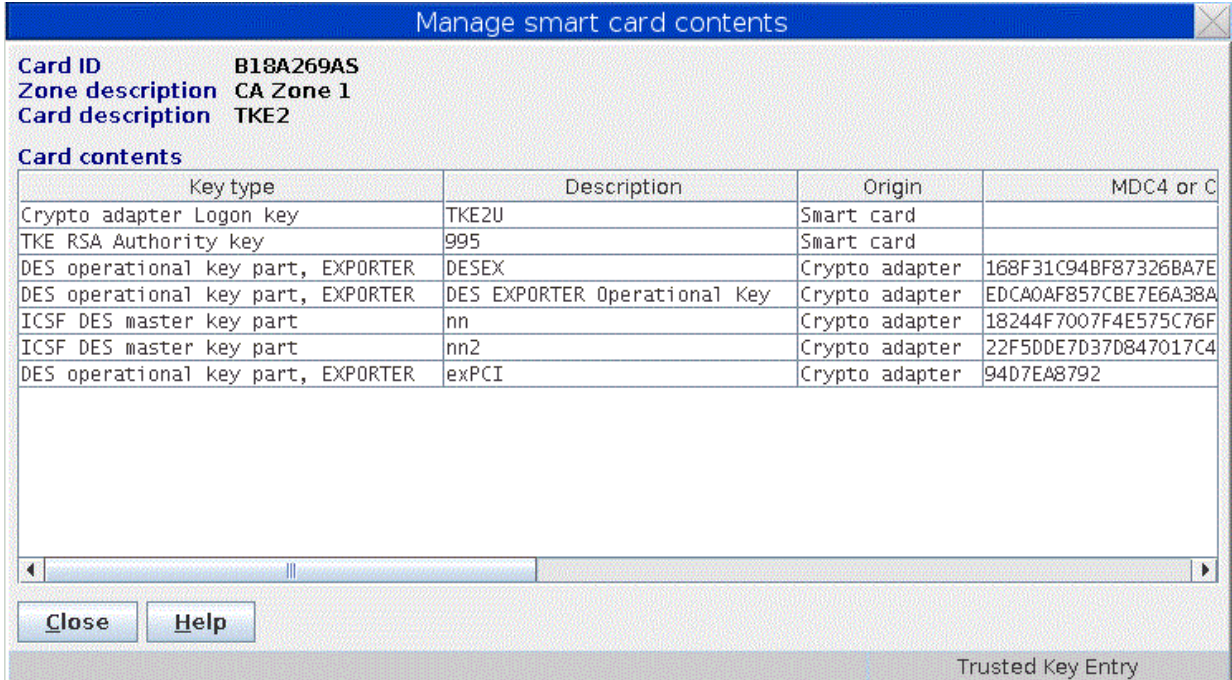 Manage smart card contents
Card ID B18A269AS
Zone description CA Zone 1
Card description TKE2
Card contents
Key type Description Origin MDC4 or C
Crypto adapter Logon key TKE2U Smart card
TKE RSA Authority key 995 Smart card
DES operational key part, EXPORTER DESEX Crypto adapter 168F31C94BF87326BA7E
DES operational key part, EXPORTER DES EXPORTER Operational Key Crypto adapter EDCA0AF857CBE7E6A38A
ICSF DES master key part nn Crypto adapter 18244F7007F4E575C76F
ICSF DES master key part nn2 Crypto adapter 22F5DDE7D37D847017C4
DES operational key part, EXPORTER exPCI Crypto adapter 94D7EA8792
Close Help
Trusted Key Entry